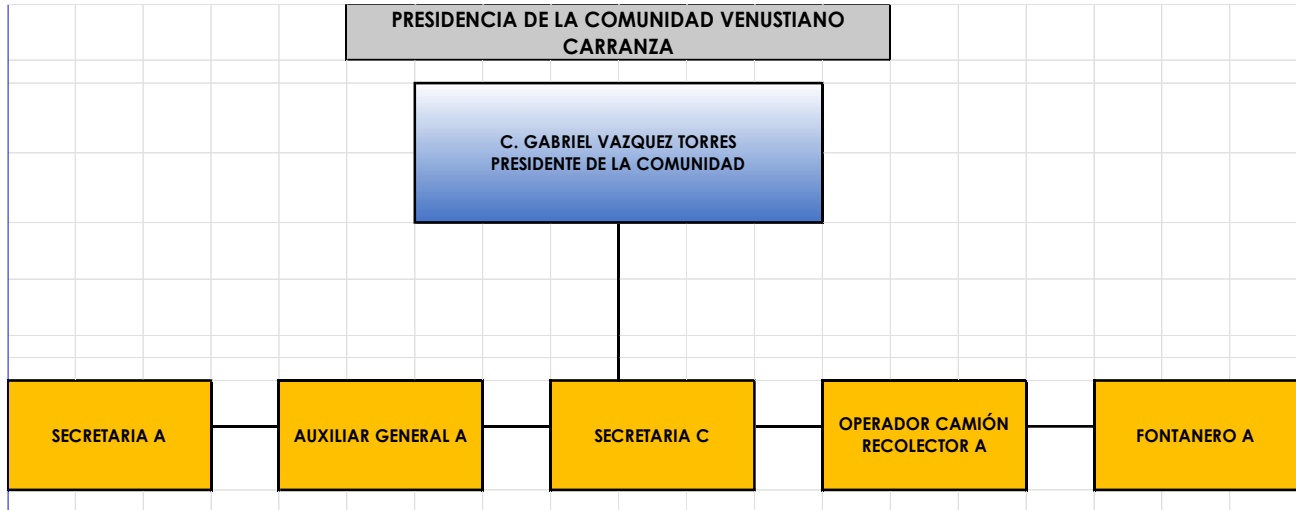 PRESIDENCIA DE LA COMUNIDAD VENUSTIANO
CARRANZA
C. GABRIEL VAZQUEZ TORRES
PRESIDENTE DE LA COMUNIDAD
SECRETARIA A
AUXILIAR GENERAL A
SECRETARIA C
OPERADOR CAMIÓN
RECOLECTOR A
FONTANERO A